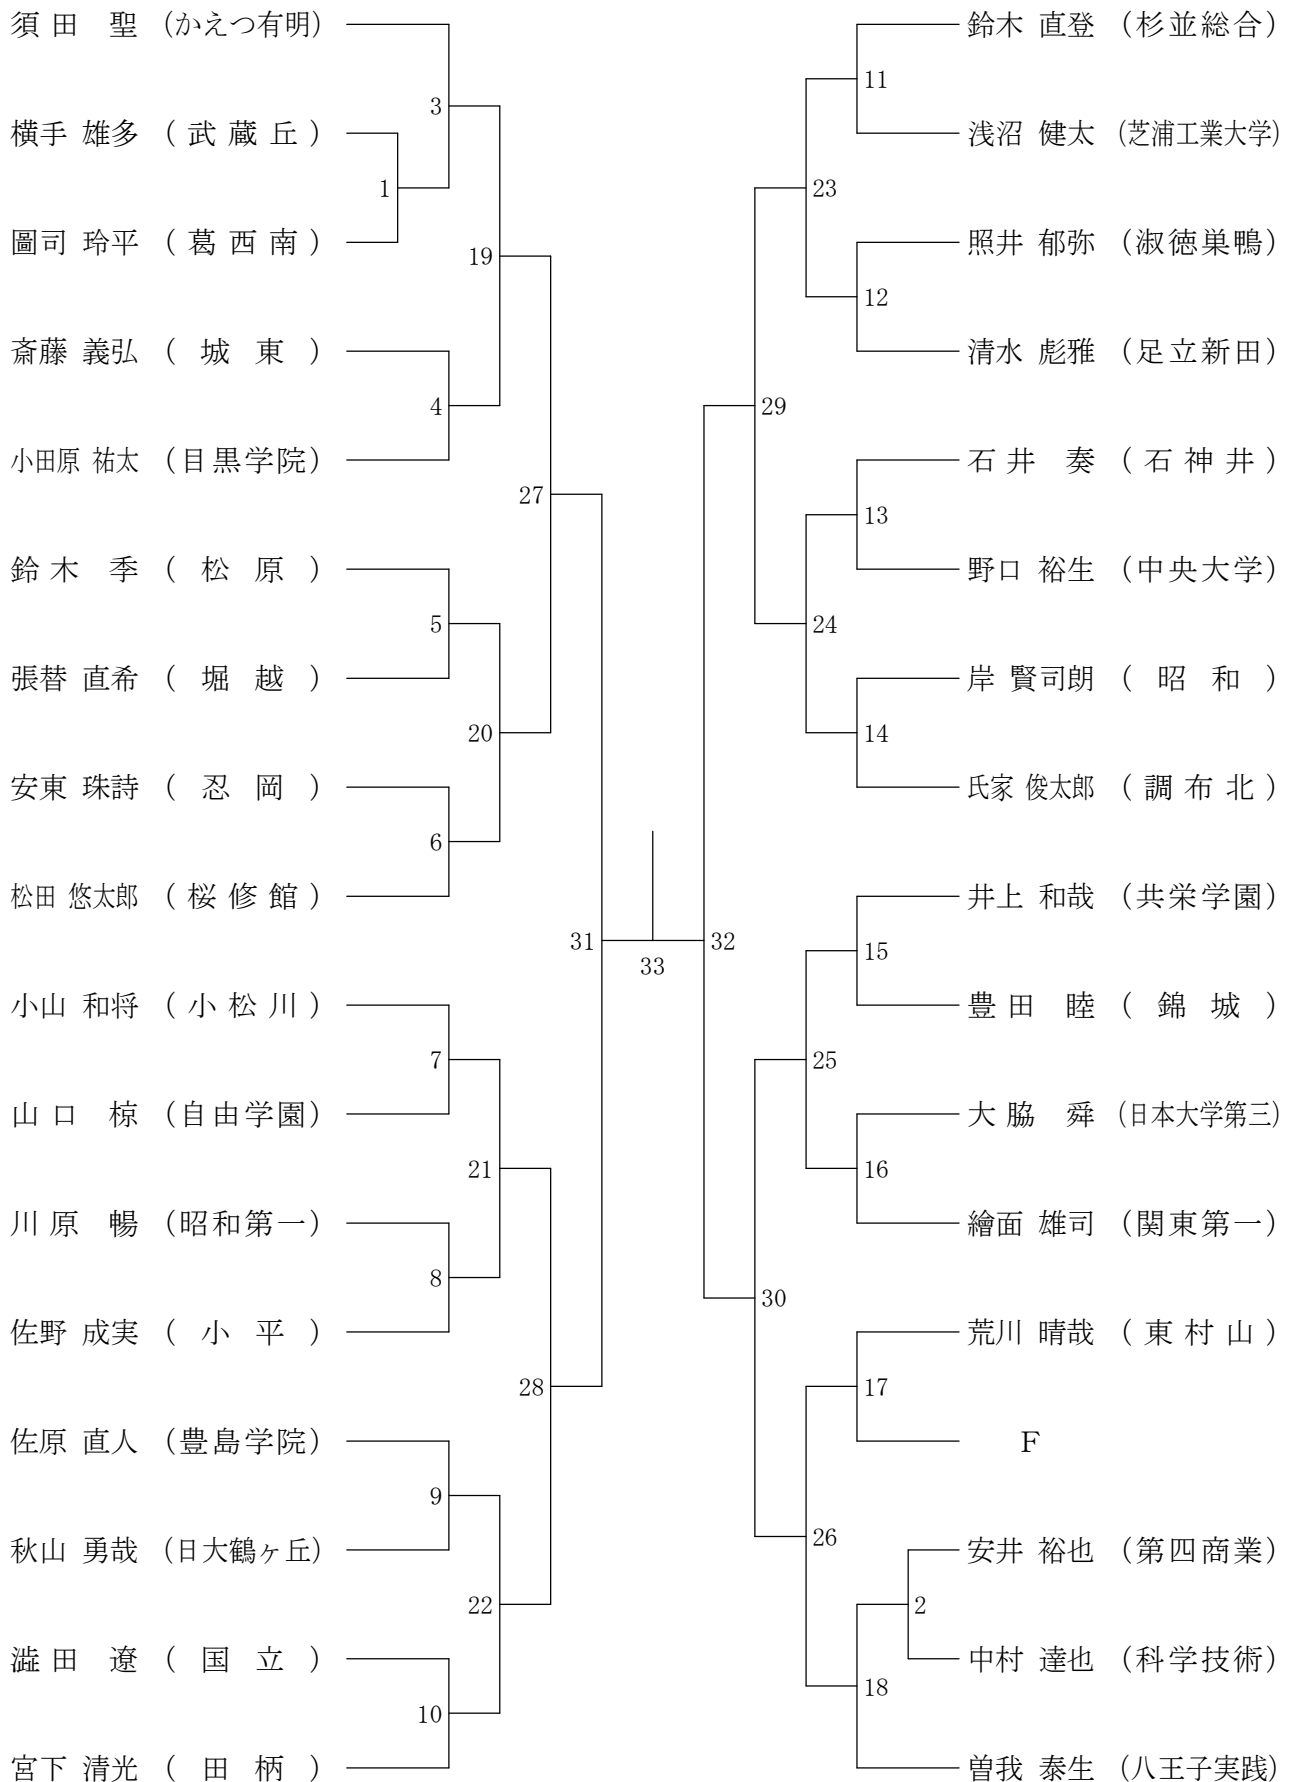 須田 聖 (かえつ有明)
横手 雄多 (武蔵丘)
圖司 玲平 (葛西南)
斎藤 義弘 (城東)
小田原 祐太 (目黒学院)
鈴木 季 (松原)
張替 直希 (堀越)
安東 珠詩 (忍岡)
松田 悠太郎 (桜修館)
小山 和将 (小松川)
山口 椋 (自由学園)
川原 暢 (昭和第一)
佐野 成実 (小平)
佐原 直人 (豊島学院)
秋山 勇哉 (日大鶴ヶ丘)
澁田 遼 (国立)
宮下 清光 (田柄)
1
3
4
5
6
7
8
9
10
19
20
21
22
27
28
31
33
32
29
30
23
24
25
26
11
12
13
14
15
16
17
2
18
鈴木 直登 (杉並総合)
浅沼 健太 (芝浦工業大学)
照井 郁弥 (淑徳巣鴨)
清水 彪雅 (足立新田)
石井 奏 (石神井)
野口 裕生 (中央大学)
岸 賢司朗 (昭和)
氏家 俊太郎 (調布北)
井上 和哉 (共栄学園)
豊田 睦 (錦城)
大脇 舜 (日本大学第三)
繪面 雄司 (関東第一)
荒川 晴哉 (東村山)
F
安井 裕也 (第四商業)
中村 達也 (科学技術)
曽我 泰生 (八王子実践)